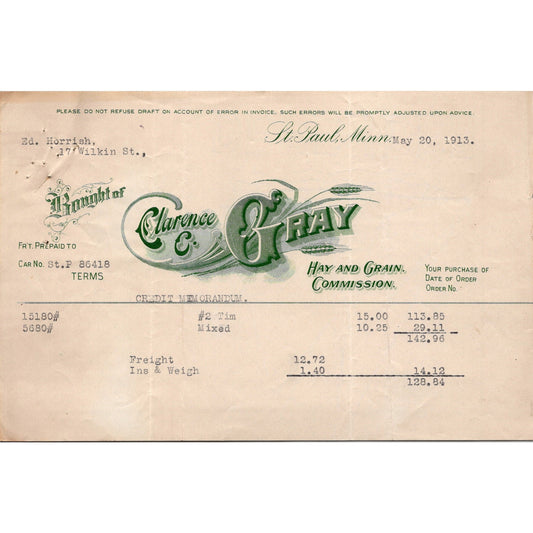 PLEASE DO NOT REFUSE DRAFT ON ACCOUNT OF ERROR IN INVOICE. SUCH ERRORS WILL BE PROMPTLY ADJUSTED UPON ADVICE.
St. Paul, Minn. May 20, 1913.
Ed. Horrish,
17 Wilkin St.,
Bought of
Clarence E. Gray
Hay and Grain Commission.
FRT. PREPAID TO
CAR NO. St.P 86418
TERMS
YOUR PURCHASE OF
DATE OF ORDER
ORDER NO.
CREDIT MEMORANDUM.
15180# #2 Tim 15.00 113.85
5680# Mixed 10.25 29.11
142.96
Freight 12.72
Ins & Weigh 1.40 14.12
128.84